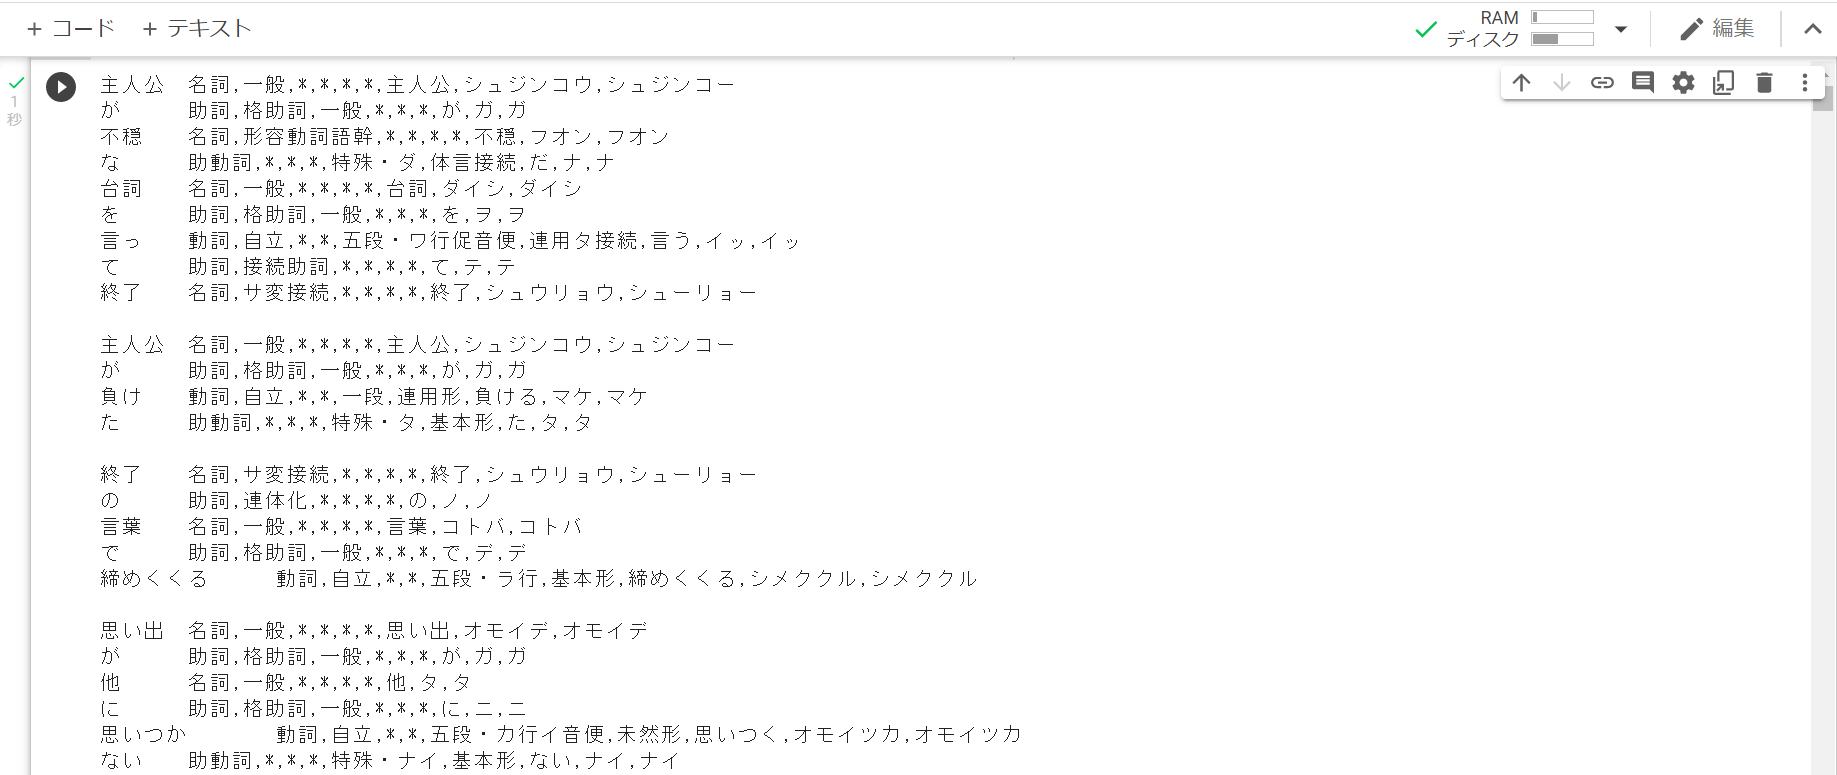 + コード + テキスト
RAM
ディスク
編集
1
秒
主人公 名詞,一般,*,*,*,*,主人公,シュジンコウ,シュジンコー
が 助詞,格助詞,一般,*,*,*,が,ガ,ガ
不穏 名詞,形容動詞語幹,*,*,*,*,不穏,フオン,フオン
な 助動詞,*,*,*,特殊・ダ,体言接続,だ,ナ,ナ
台詞 名詞,一般,*,*,*,*,台詞,ダイシ,ダイシ
を 助詞,格助詞,一般,*,*,*,を,ヲ,ヲ
言っ 動詞,自立,*,*,五段・ワ行促音便,連用タ接続,言う,イッ,イッ
て 助詞,接続助詞,*,*,*,*,て,テ,テ
終了 名詞,サ変接続,*,*,*,*,終了,シュウリョウ,シューリョー
主人公 名詞,一般,*,*,*,*,主人公,シュジンコウ,シュジンコー
が 助詞,格助詞,一般,*,*,*,が,ガ,ガ
負け 動詞,自立,*,*,一段,連用形,負ける,マケ,マケ
た 助動詞,*,*,*,特殊・タ,基本形,た,タ,タ
終了 名詞,サ変接続,*,*,*,*,終了,シュウリョウ,シューリョー
の 助詞,連体化,*,*,*,*,の,ノ,ノ
言葉 名詞,一般,*,*,*,*,言葉,コトバ,コトバ
で 助詞,格助詞,一般,*,*,*,で,デ,デ
締めくくる 動詞,自立,*,*,五段・ラ行,基本形,締めくくる,シメククル,シメククル
思い出 名詞,一般,*,*,*,*,思い出,オモイデ,オモイデ
が 助詞,格助詞,一般,*,*,*,が,ガ,ガ
他 名詞,一般,*,*,*,*,他,タ,タ
に 助詞,格助詞,一般,*,*,*,に,ニ,ニ
思いつか 動詞,自立,*,*,五段・カ行イ音便,未然形,思いつく,オモイツカ,オモイツカ
ない 助動詞,*,*,*,特殊・ナイ,基本形,ない,ナイ,ナイ